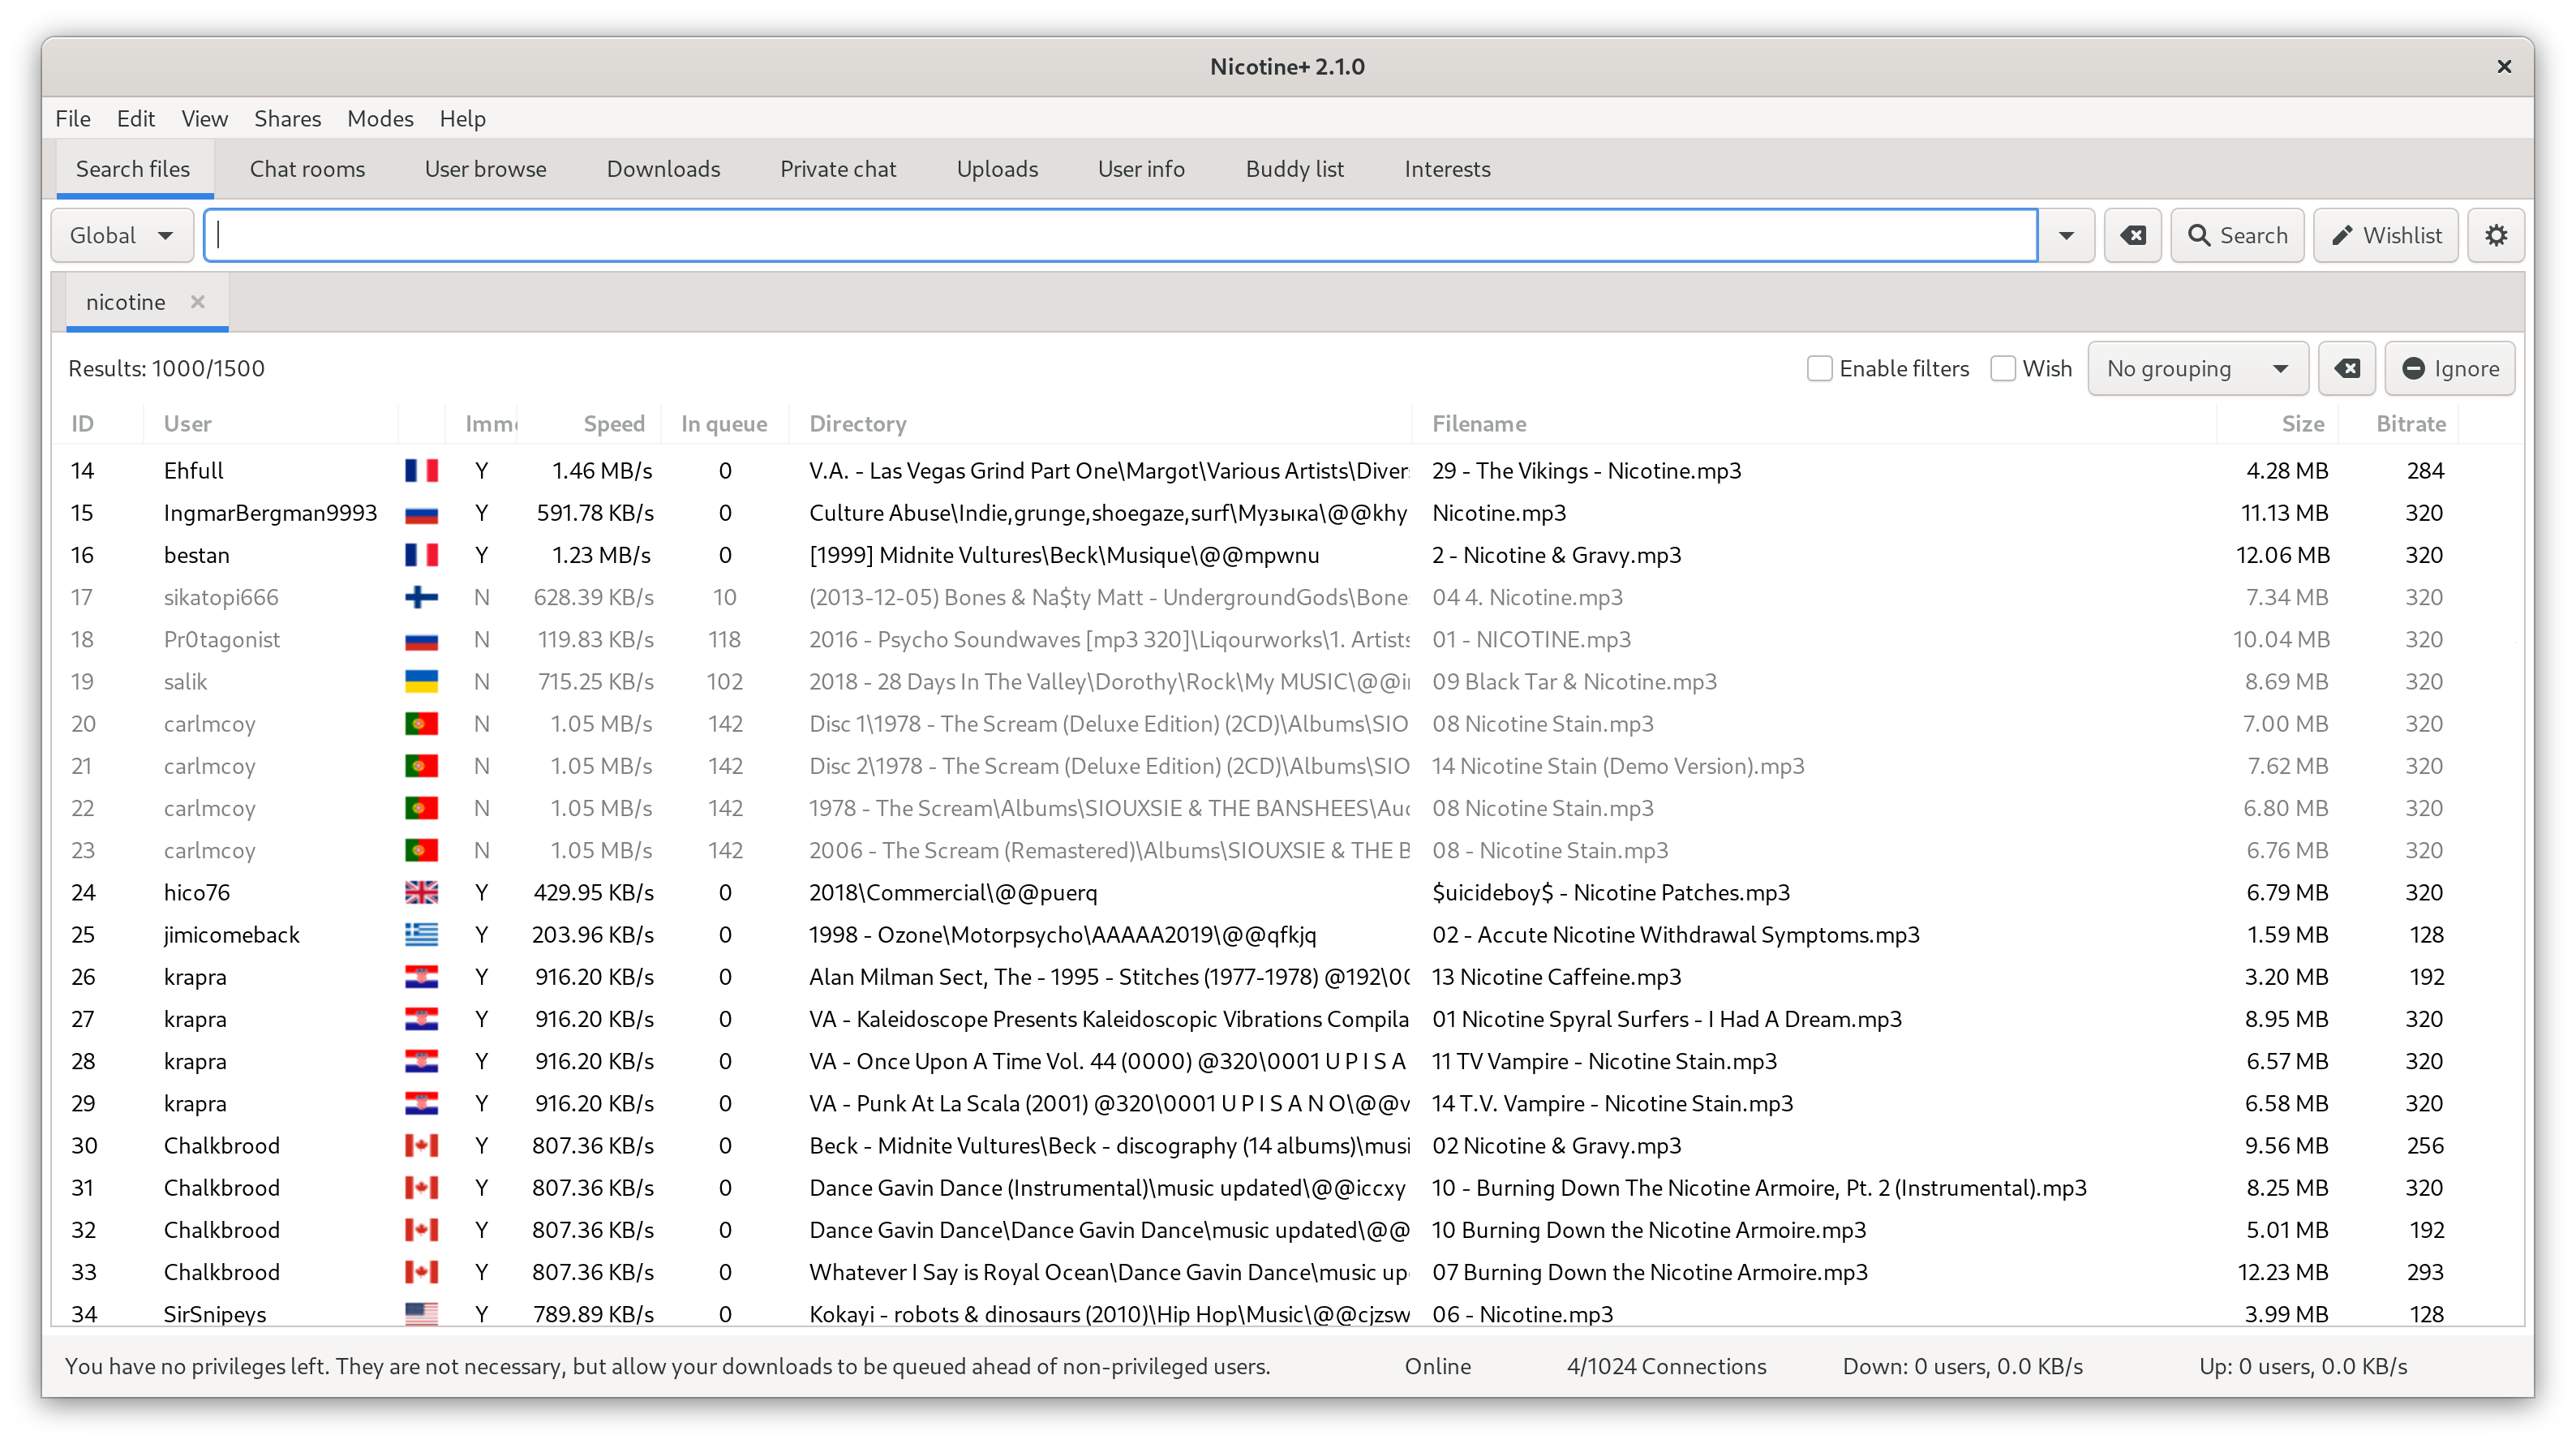 Nicotine+ 2.1.0
File Edit View Shares Modes Help
Search files Chat rooms User browse Downloads Private chat Uploads User info Buddy list Interests
Global Search Wishlist
nicotine
Results: 1000/1500 Enable filters Wish No grouping Ignore
ID User Imm Speed In queue Directory Filename Size Bitrate
14 Ehfull Y 1.46 MB/s 0 V.A. - Las Vegas Grind Part One\Margot\Various Artists\Diver 29 - The Vikings - Nicotine.mp3 4.28 MB 284
15 IngmarBergman9993 Y 591.78 KB/s 0 Culture Abuse\Indie,grunge,shoegaze,surf\Музыка\@@khy Nicotine.mp3 11.13 MB 320
16 bestan Y 1.23 MB/s 0 [1999] Midnite Vultures\Beck\Musique\@@mpwnu 2 - Nicotine & Gravy.mp3 12.06 MB 320
17 sikatopi666 N 628.39 KB/s 10 (2013-12-05) Bones & Na$ty Matt - UndergroundGods\Bone 04 4. Nicotine.mp3 7.34 MB 320
18 Pr0tagonist N 119.83 KB/s 118 2016 - Psycho Soundwaves [mp3 320]\Liqourworks\1. Artists 01 - NICOTINE.mp3 10.04 MB 320
19 salik N 715.25 KB/s 102 2018 - 28 Days In The Valley\Dorothy\Rock\My MUSIC\@@i 09 Black Tar & Nicotine.mp3 8.69 MB 320
20 carlmcoy N 1.05 MB/s 142 Disc 1\1978 - The Scream (Deluxe Edition) (2CD)\Albums\SIO 08 Nicotine Stain.mp3 7.00 MB 320
21 carlmcoy N 1.05 MB/s 142 Disc 2\1978 - The Scream (Deluxe Edition) (2CD)\Albums\SIO 14 Nicotine Stain (Demo Version).mp3 7.62 MB 320
22 carlmcoy N 1.05 MB/s 142 1978 - The Scream\Albums\SIOUXSIE & THE BANSHEES\Au 08 Nicotine Stain.mp3 6.80 MB 320
23 carlmcoy N 1.05 MB/s 142 2006 - The Scream (Remastered)\Albums\SIOUXSIE & THE B 08 - Nicotine Stain.mp3 6.76 MB 320
24 hico76 Y 429.95 KB/s 0 2018\Commercial\@@puerq $uicideboy$ - Nicotine Patches.mp3 6.79 MB 320
25 jimicomeback Y 203.96 KB/s 0 1998 - Ozone\Motorpsycho\AAAAA2019\@@qfkjq 02 - Accute Nicotine Withdrawal Symptoms.mp3 1.59 MB 128
26 krapra Y 916.20 KB/s 0 Alan Milman Sect, The - 1995 - Stitches (1977-1978) @192\00 13 Nicotine Caffeine.mp3 3.20 MB 192
27 krapra Y 916.20 KB/s 0 VA - Kaleidoscope Presents Kaleidoscopic Vibrations Compila 01 Nicotine Spyral Surfers - I Had A Dream.mp3 8.95 MB 320
28 krapra Y 916.20 KB/s 0 VA - Once Upon A Time Vol. 44 (0000) @320\0001 U P I S A 11 TV Vampire - Nicotine Stain.mp3 6.57 MB 320
29 krapra Y 916.20 KB/s 0 VA - Punk At La Scala (2001) @320\0001 U P I S A N O\@@v 14 T.V. Vampire - Nicotine Stain.mp3 6.58 MB 320
30 Chalkbrood Y 807.36 KB/s 0 Beck - Midnite Vultures\Beck - discography (14 albums)\musi 02 Nicotine & Gravy.mp3 9.56 MB 256
31 Chalkbrood Y 807.36 KB/s 0 Dance Gavin Dance (Instrumental)\music updated\@@iccxy 10 - Burning Down The Nicotine Armoire, Pt. 2 (Instrumental).mp3 8.25 MB 320
32 Chalkbrood Y 807.36 KB/s 0 Dance Gavin Dance\Dance Gavin Dance\music updated\@@ 10 Burning Down the Nicotine Armoire.mp3 5.01 MB 192
33 Chalkbrood Y 807.36 KB/s 0 Whatever I Say is Royal Ocean\Dance Gavin Dance\music up 07 Burning Down the Nicotine Armoire.mp3 12.23 MB 293
34 SirSnipeys Y 789.89 KB/s 0 Kokayi - robots & dinosaurs (2010)\Hip Hop\Music\@@cjzsw 06 - Nicotine.mp3 3.99 MB 128
You have no privileges left. They are not necessary, but allow your downloads to be queued ahead of non-privileged users. Online 4/1024 Connections Down: 0 users, 0.0 KB/s Up: 0 users, 0.0 KB/s